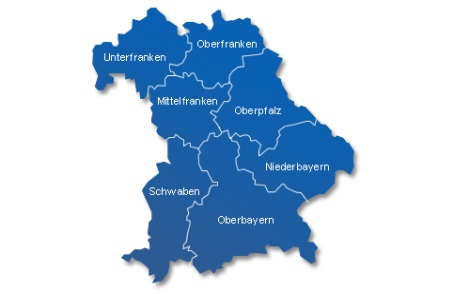 Oberfranken
Unterfranken
Mittelfranken
Oberpfalz
Niederbayern
Schwaben
Oberbayern